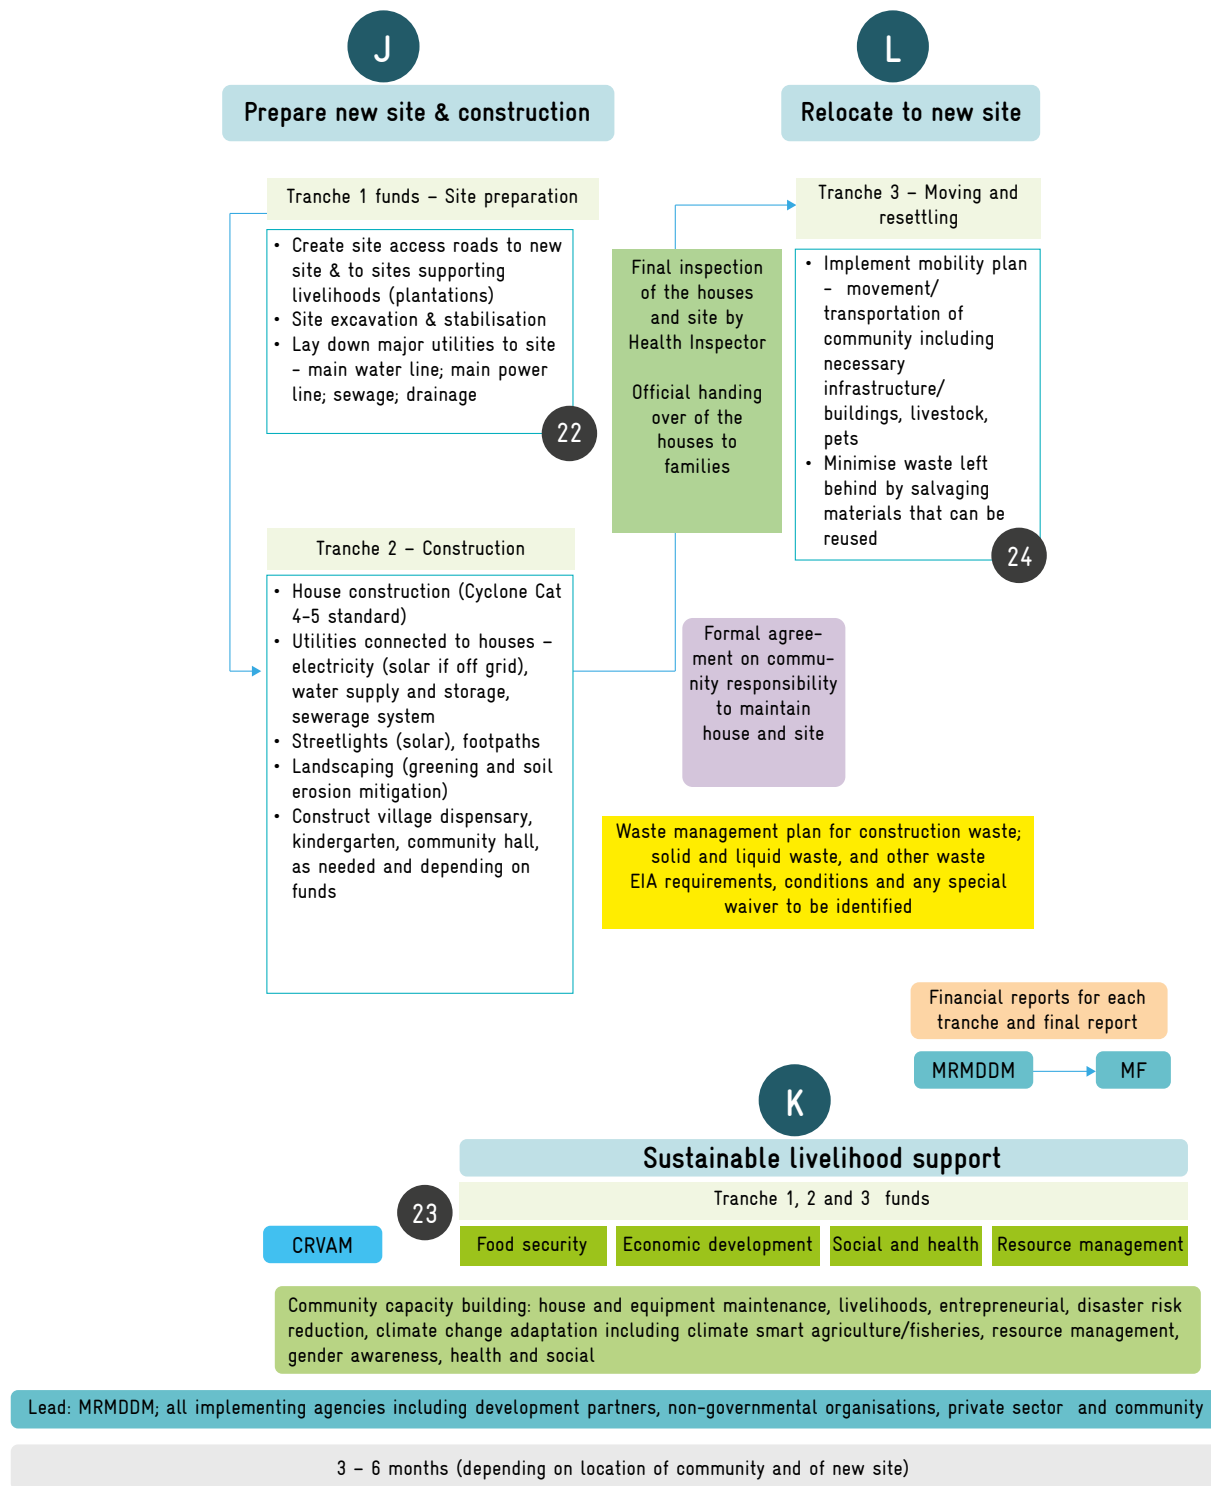 J
Prepare new site & construction
Tranche 1 funds – Site preparation
• Create site access roads to new
site & to sites supporting
livelihoods (plantations)
• Site excavation & stabilisation
• Lay down major utilities to site
– main water line; main power
line; sewage; drainage
22
Tranche 2 – Construction
• House construction (Cyclone Cat
4-5 standard)
• Utilities connected to houses –
electricity (solar if off grid),
water supply and storage,
sewerage system
• Streetlights (solar), footpaths
• Landscaping (greening and soil
erosion mitigation)
• Construct village dispensary,
kindergarten, community hall,
as needed and depending on
funds
Final inspection
of the houses
and site by
Health Inspector
Official handing
over of the
houses to
families
L
Relocate to new site
Tranche 3 – Moving and
resettling
• Implement mobility plan
– movement/
transportation of
community including
necessary
infrastructure/
buildings, livestock,
pets
• Minimise waste left
behind by salvaging
materials that can be
reused
24
Formal agree-
ment on commu-
nity responsibility
to maintain
house and site
Waste management plan for construction waste;
solid and liquid waste, and other waste
EIA requirements, conditions and any special
waiver to be identified
Financial reports for each
tranche and final report
MRMDDM
MF
K
Sustainable livelihood support
23
Tranche 1, 2 and 3 funds
CRVAM
Food security
Economic development
Social and health
Resource management
Community capacity building: house and equipment maintenance, livelihoods, entrepreneurial, disaster risk
reduction, climate change adaptation including climate smart agriculture/fisheries, resource management,
gender awareness, health and social
Lead: MRMDDM; all implementing agencies including development partners, non-governmental organisations, private sector and community
3 – 6 months (depending on location of community and of new site)